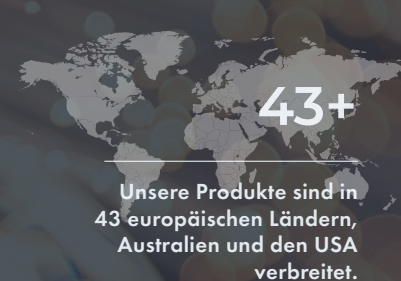 43+
Unsere Produkte sind in
43 europäischen Ländern,
Australien und den USA
verbreitet.